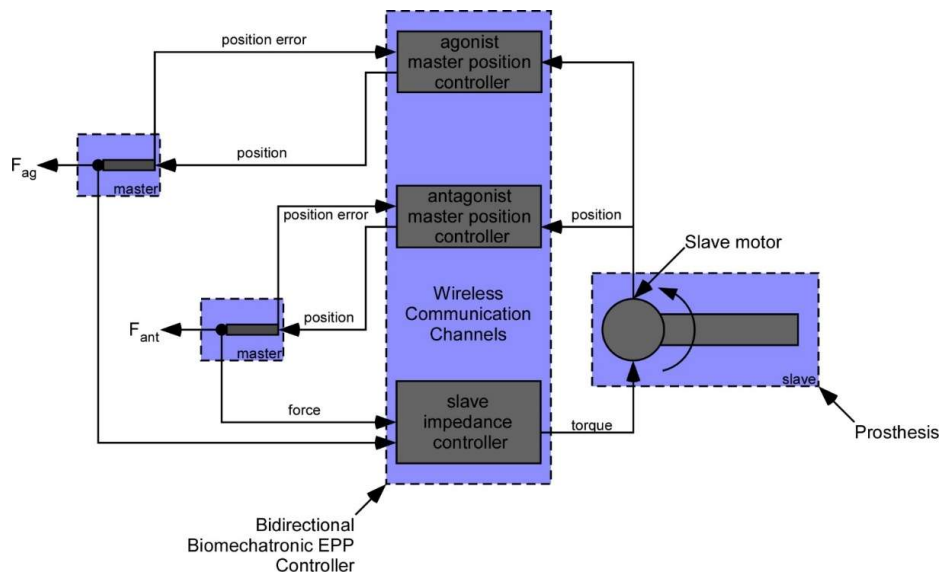 position error
agonist
master position
controller
F
ag
position
master
position error
antagonist
master position
controller
position
Slave motor
F
ant
position
master
Wireless
Communication
Channels
slave
force
slave
impedance
controller
torque
Prosthesis
Bidirectional
Biomechatronic EPP
Controller